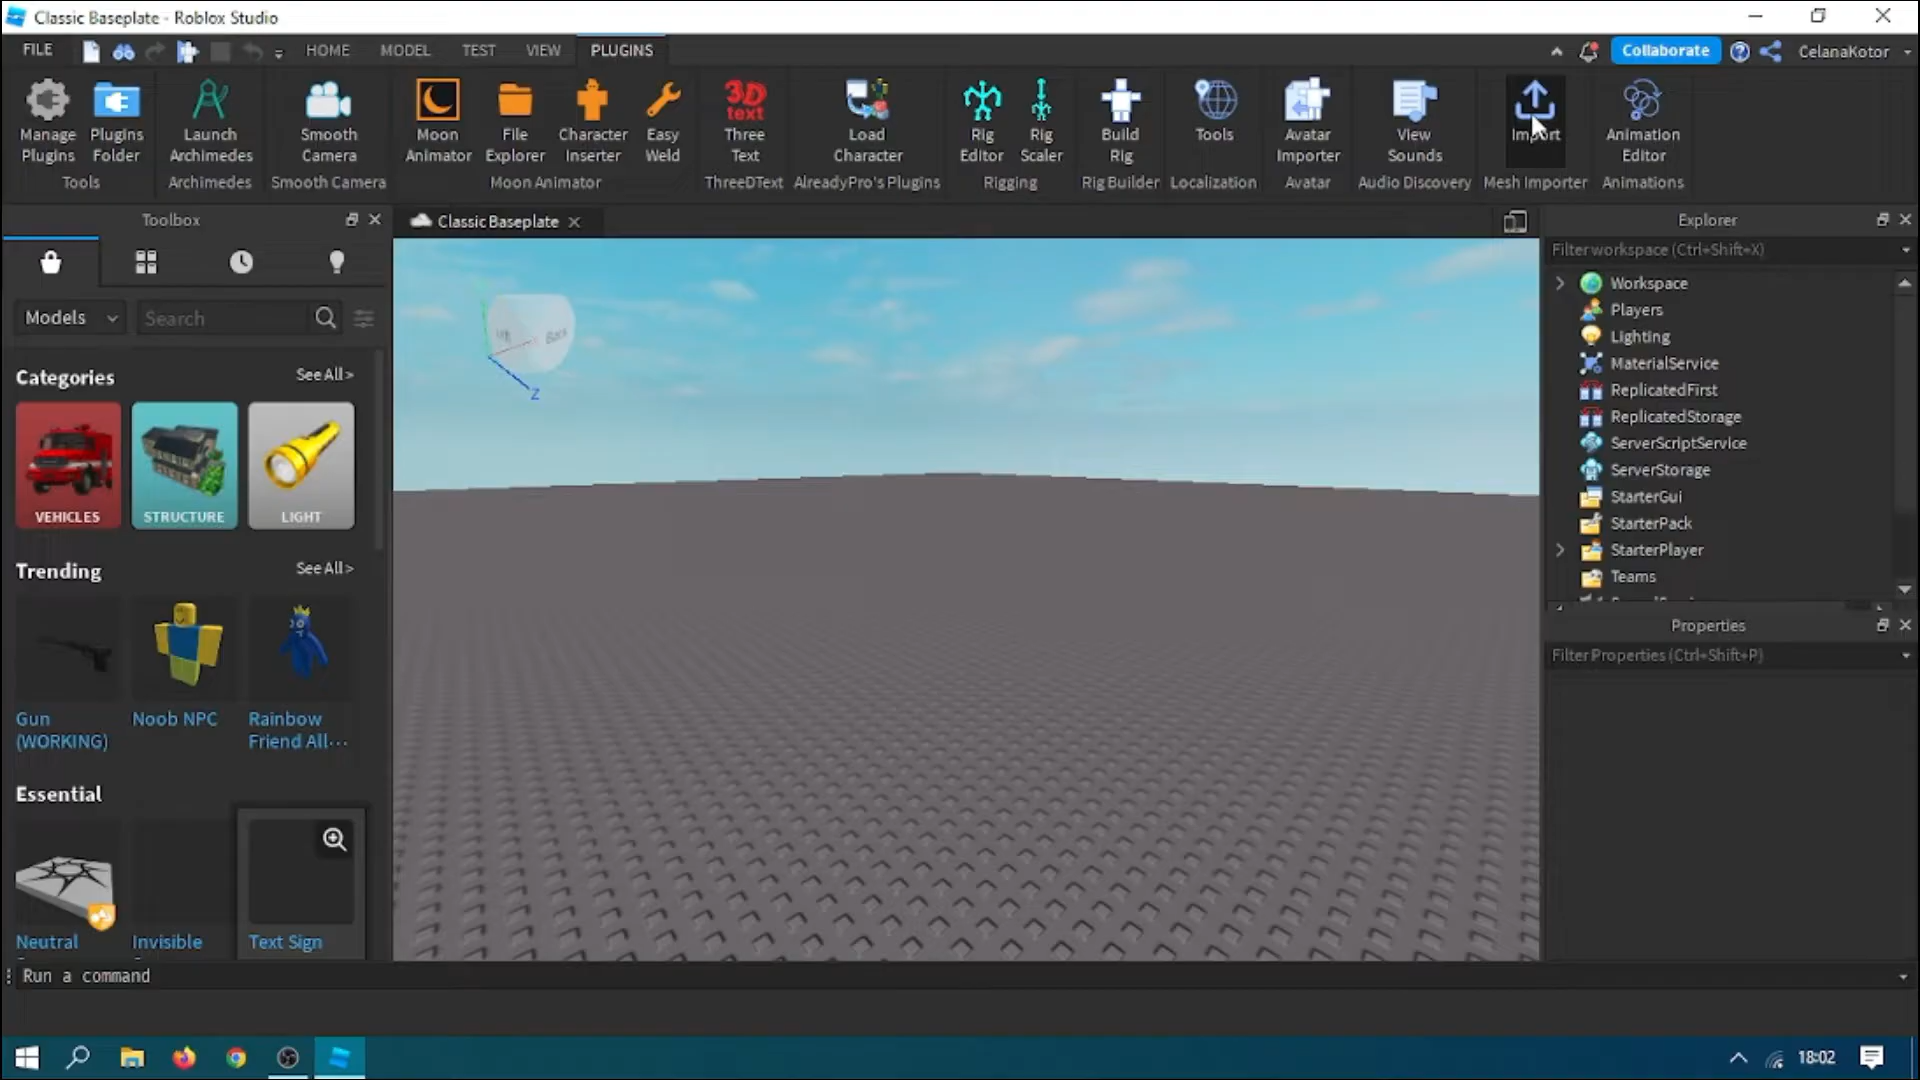 Classic Baseplate - Roblox Studio
FILE
HOME
MODEL
TEST
VIEW
PLUGINS
Collaborate
CelanaKotor
Manage
Plugins
Plugins
Folder
Launch
Archimedes
Smooth
Camera
Moon
Animator
File
Explorer
Character
Inserter
Easy
Weld
3D
text
Three
Text
Load
Character
Rig
Editor
Rig
Scaler
Build
Rig
Tools
Avatar
Importer
View
Sounds
Import
Animation
Editor
Tools
Archimedes
Smooth Camera
Moon Animator
ThreeDText
AlreadyPro's Plugins
Rigging
Rig Builder
Localization
Avatar
Audio Discovery
Mesh Importer
Animations
Toolbox
Models
Search
Categories
See All >
VEHICLES
STRUCTURE
LIGHT
Trending
See All >
Gun
(WORKING)
Noob NPC
Rainbow
Friend All...
Essential
Neutral
Invisible
Text Sign
Classic Baseplate
Back
Z
Explorer
Filter workspace (Ctrl+Shift+X)
Workspace
Players
Lighting
MaterialService
ReplicatedFirst
ReplicatedStorage
ServerScriptService
ServerStorage
StarterGui
StarterPack
StarterPlayer
Teams
Properties
Filter Properties (Ctrl+Shift+P)
Run a command
18:02